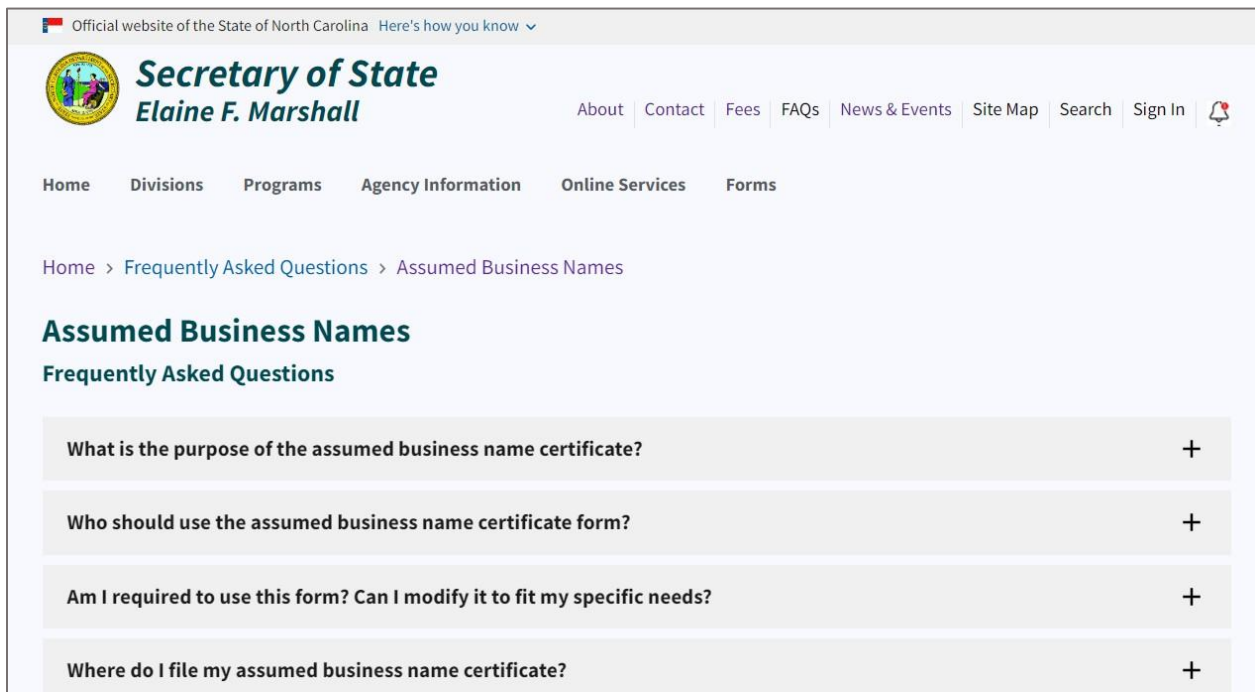 Official website of the State of North Carolina Here's how you know
Secretary of State
Elaine F. Marshall
About Contact Fees FAQs News & Events Site Map Search Sign In
Home Divisions Programs Agency Information Online Services Forms
Home > Frequently Asked Questions > Assumed Business Names
Assumed Business Names
Frequently Asked Questions
What is the purpose of the assumed business name certificate?
Who should use the assumed business name certificate form?
Am I required to use this form? Can I modify it to fit my specific needs?
Where do I file my assumed business name certificate?